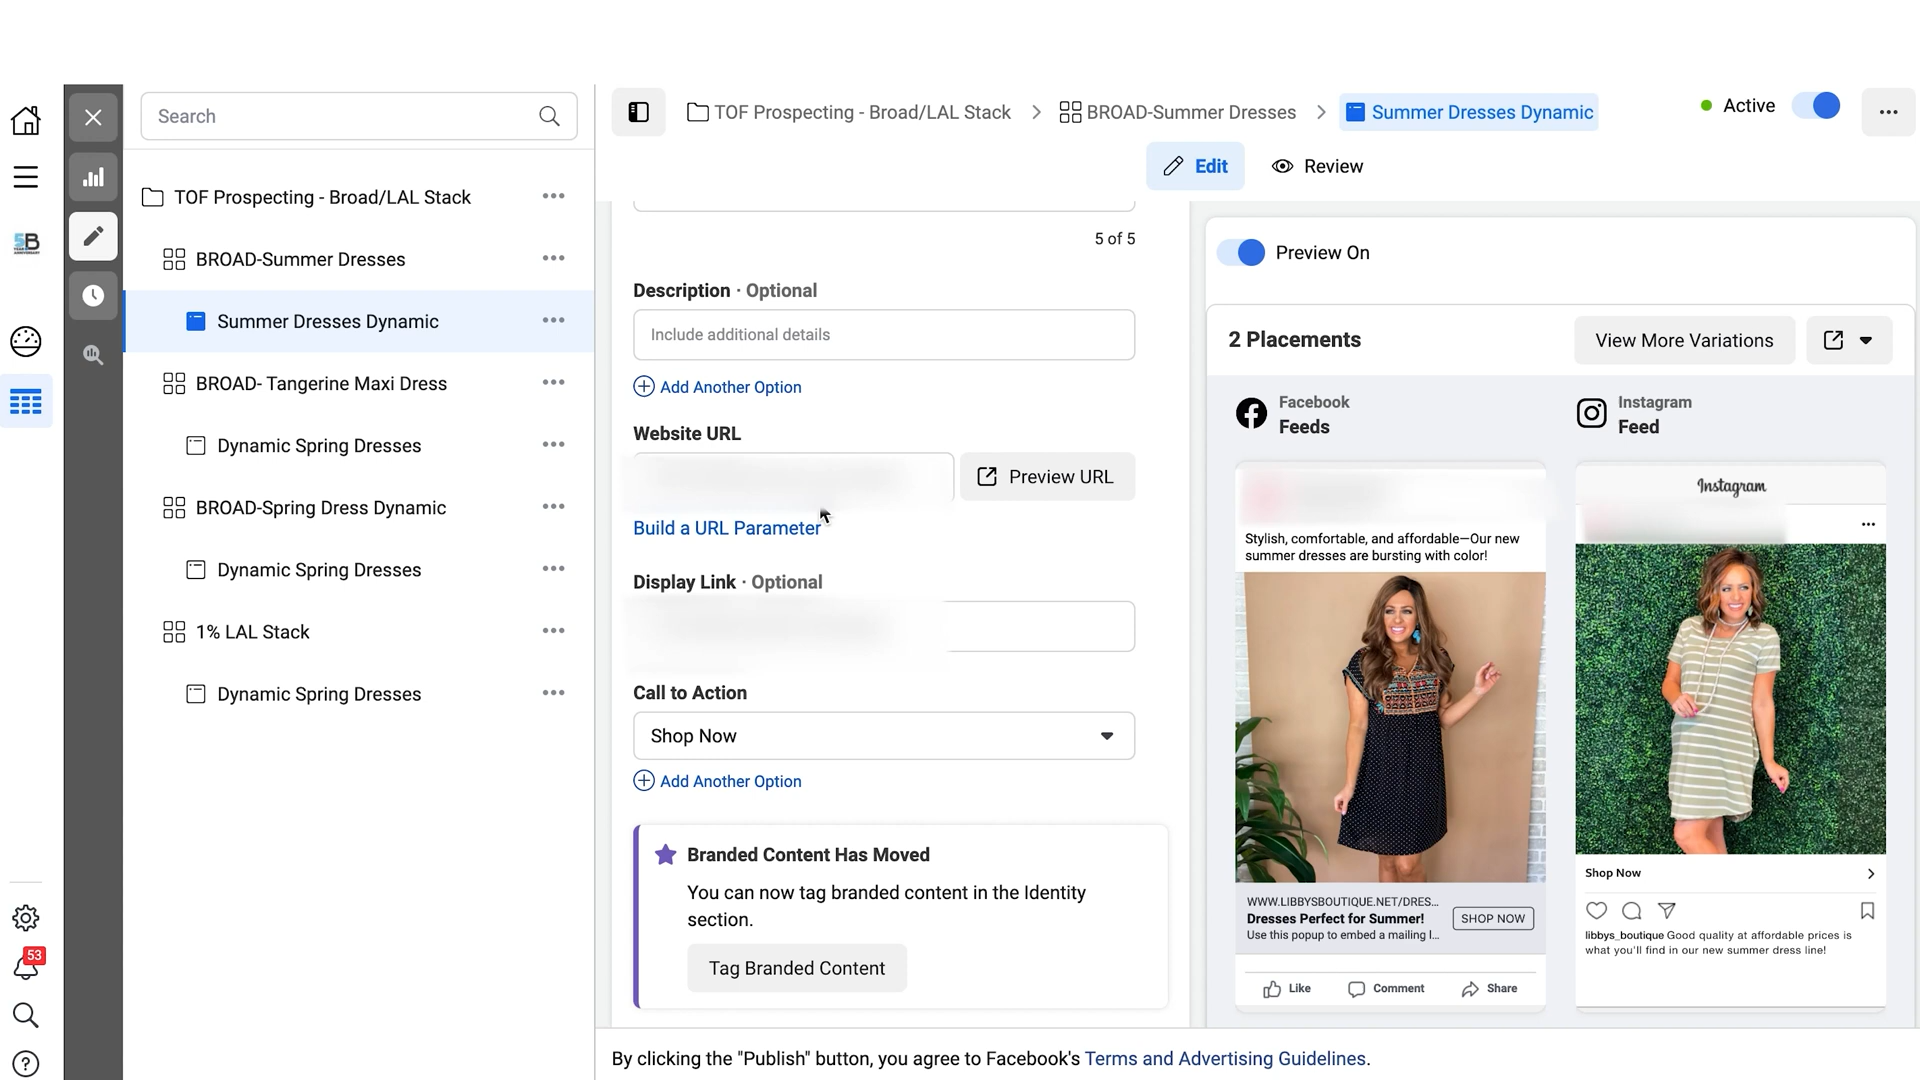 Search
TOF Prospecting - Broad/LAL Stack
BROAD-Summer Dresses
Summer Dresses Dynamic
BROAD- Tangerine Maxi Dress
Dynamic Spring Dresses
BROAD-Spring Dress Dynamic
Dynamic Spring Dresses
1% LAL Stack
Dynamic Spring Dresses
53
TOF Prospecting - Broad/LAL Stack
BROAD-Summer Dresses
Summer Dresses Dynamic
Active
Edit
Review
5 of 5
Description · Optional
Include additional details
Add Another Option
Website URL
Preview URL
Build a URL Parameter
Display Link · Optional
Call to Action
Shop Now
Add Another Option
Branded Content Has Moved
You can now tag branded content in the Identity
section.
Tag Branded Content
Preview On
2 Placements
View More Variations
Facebook
Feeds
Stylish, comfortable, and affordable—Our new
summer dresses are bursting with color!
WWW.LIBBYSBOUTIQUE.NET/DRES...
Dresses Perfect for Summer!
Use this popup to embed a mailing l...
SHOP NOW
Like
Comment
Share
Instagram
Feed
Instagram
Shop Now
libbys_boutique Good quality at affordable prices is
what you'll find in our new summer dress line!
By clicking the "Publish" button, you agree to Facebook's Terms and Advertising Guidelines.